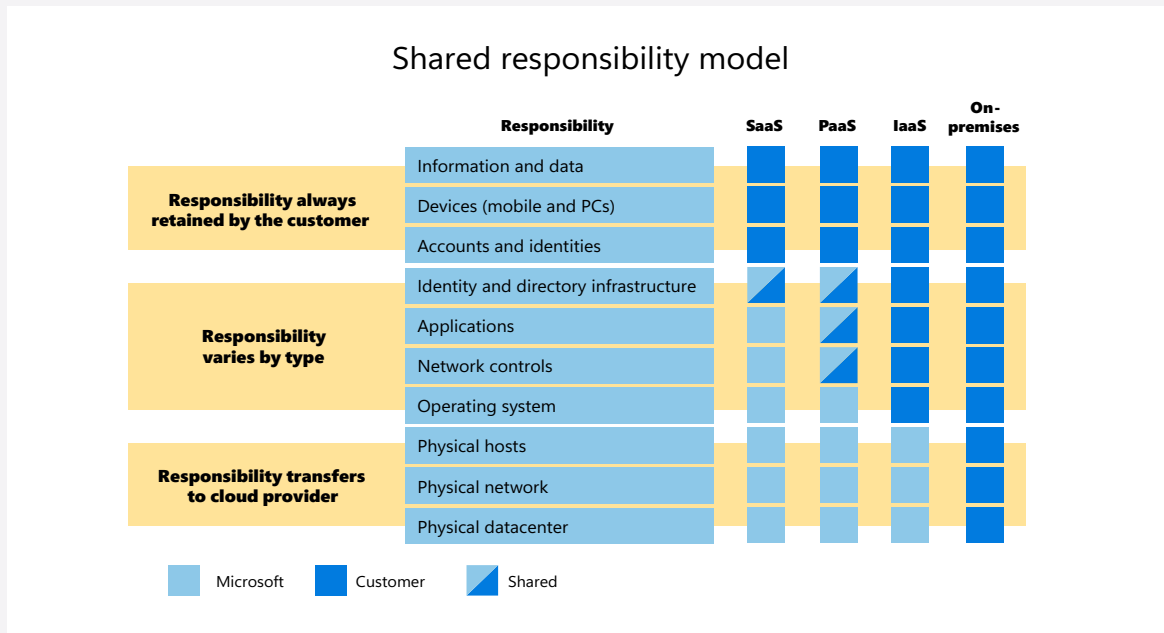 Shared responsibility model
Responsibility
SaaS
PaaS
IaaS
On-
premises
Responsibility always
retained by the customer
Information and data
Devices (mobile and PCs)
Accounts and identities
Responsibility
varies by type
Identity and directory infrastructure
Applications
Network controls
Operating system
Responsibility transfers
to cloud provider
Physical hosts
Physical network
Physical datacenter
Microsoft
Customer
Shared